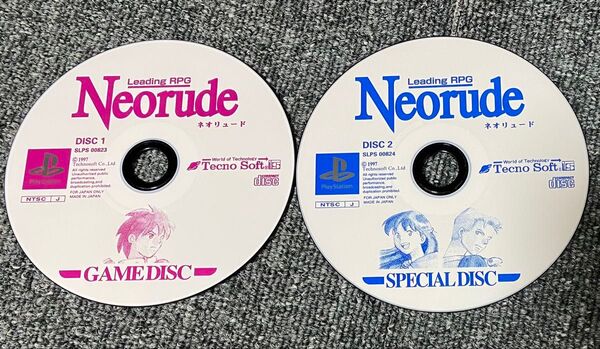 Leading RPG
Neorude
ネオリュード
DISC 1
SLPS 00823
©1997
Technosoft Co., Ltd.
All rights reserved.
Unauthorized public
performance,
broadcasting and
duplication prohibited.
FOR JAPAN ONLY
MADE IN JAPAN
PlayStation
NTSC J
World of Technology
Tecno Soft
disc
GAME DISC
Leading RPG
Neorude
ネオリュード
DISC 2
SLPS 00824
©1997
Technosoft Co., Ltd.
All rights reserved.
Unauthorized public
performance,
broadcasting and
duplication prohibited.
FOR JAPAN ONLY
MADE IN JAPAN
PlayStation
NTSC J
World of Technology
Tecno Soft
disc
SPECIAL DISC